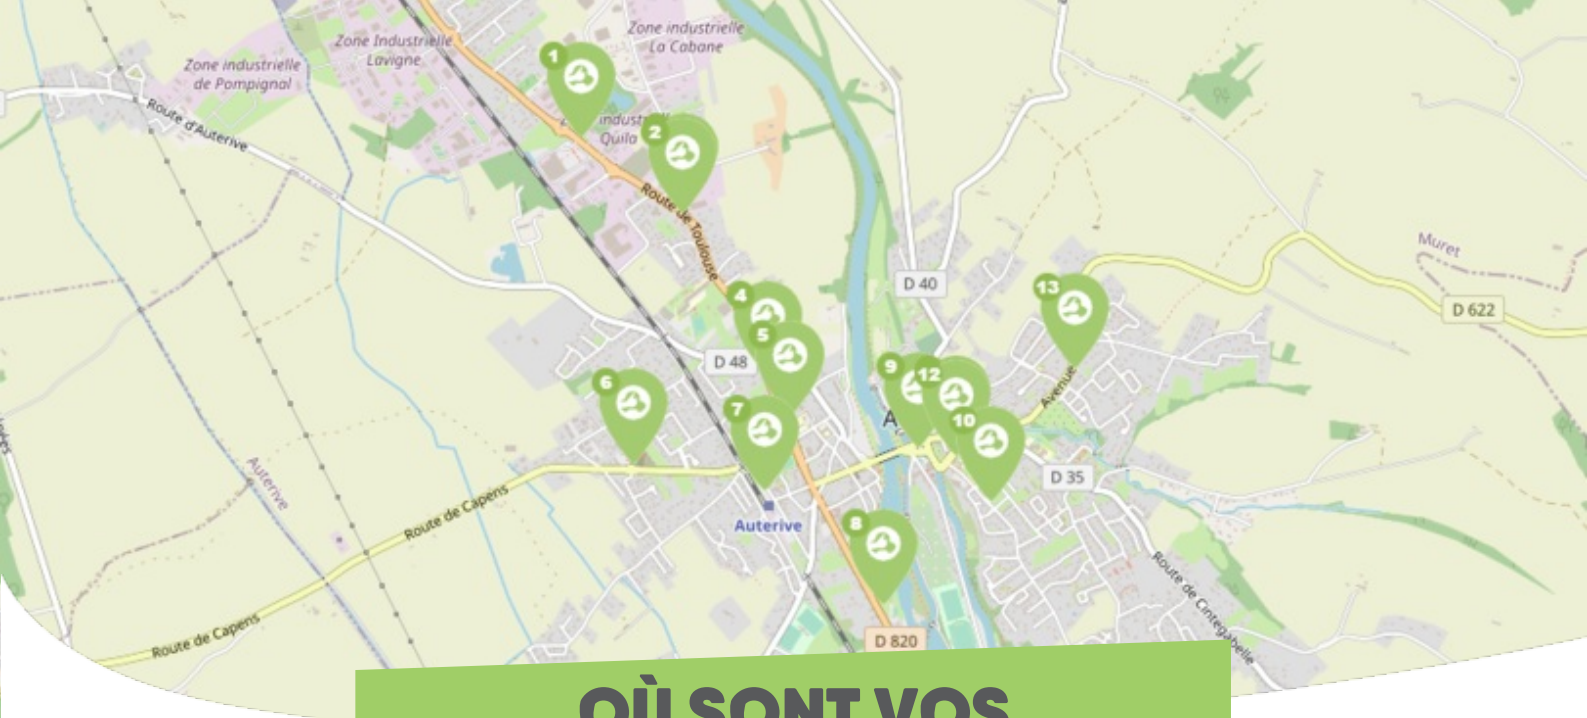 Zone industrielle
La Cabane
Zone Industrielle
Lavigne
1
Zone industrielle
de Pompignal
Route d'Auterive
2
Quila
Route de Toulouse
Muret
D 40
13
4
D 622
5
D 48
9
12
6
Avenue
7
10
D 35
Auterive
Route de Capens
8
Auterive
Route de Cintegabelle
Route de Capens
D 820
OÙ SONT VOS